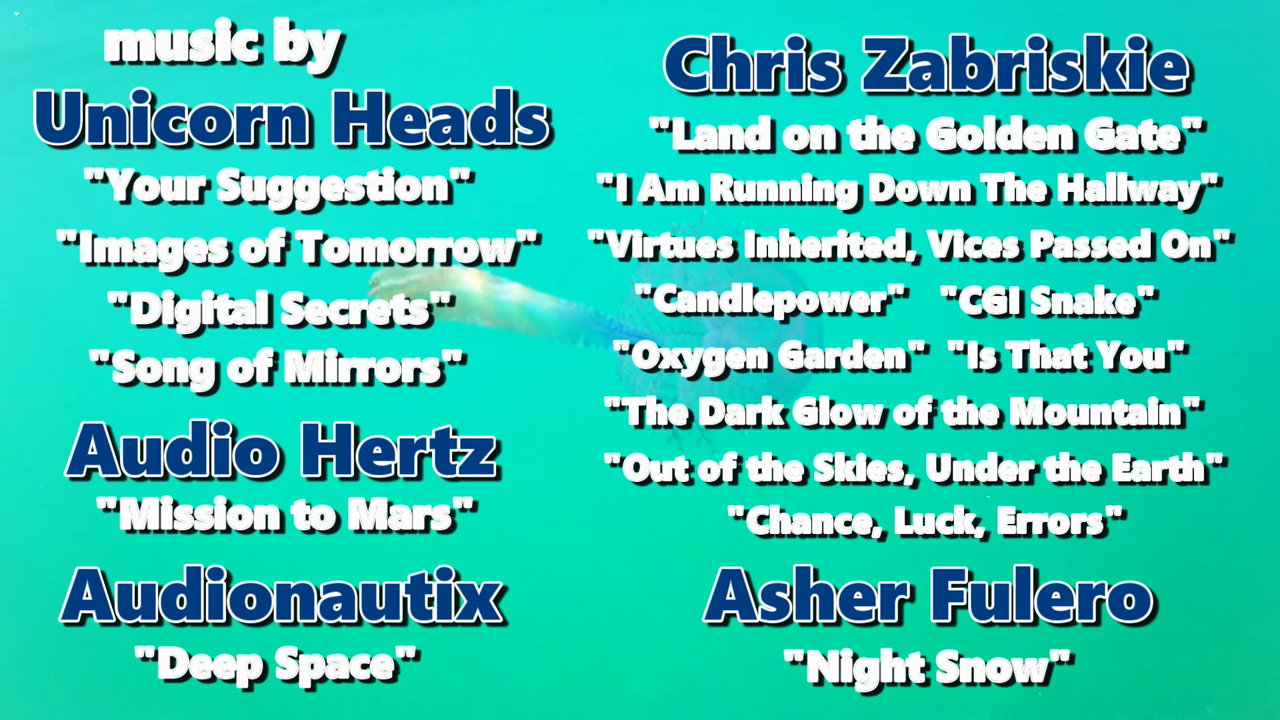 music by
Unicorn Heads
"Your Suggestion"
"Images of Tomorrow"
"Digital Secrets"
"Song of Mirrors"
Audio Hertz
"Mission to Mars"
Audionautix
"Deep Space"
Chris Zabriskie
"Land on the Golden Gate"
"I Am Running Down The Hallway"
"Virtues Inherited, Vices Passed On"
"Candlepower" "CGI Snake"
"Oxygen Garden" "Is That You"
"The Dark Glow of the Mountain"
"Out of the Skies, Under the Earth"
"Chance, Luck, Errors"
Asher Fulero
"Night Snow"